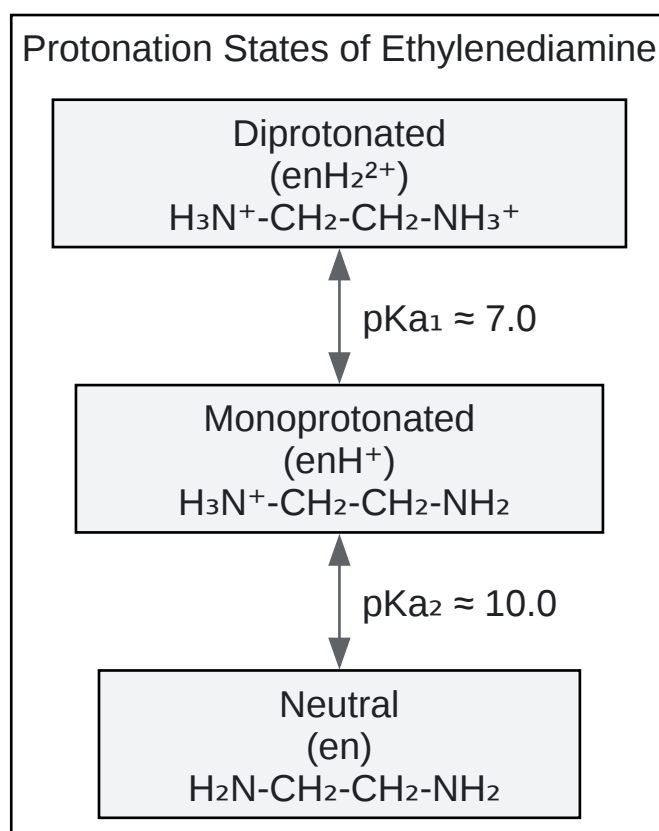 Protonation States of Ethylenediamine
Diprotonated
(enH₂²⁺)
H₃N⁺-CH₂-CH₂-NH₃⁺
pKa₁ ≈ 7.0
Monoprotonated
(enH⁺)
H₃N⁺-CH₂-CH₂-NH₂
pKa₂ ≈ 10.0
Neutral
(en)
H₂N-CH₂-CH₂-NH₂